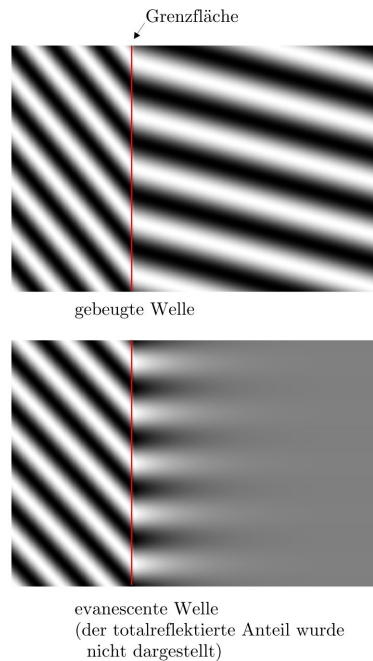 Grenzfläche
gebeugte Welle
evanescente Welle
(der totalreflektierte Anteil wurde
nicht dargestellt)